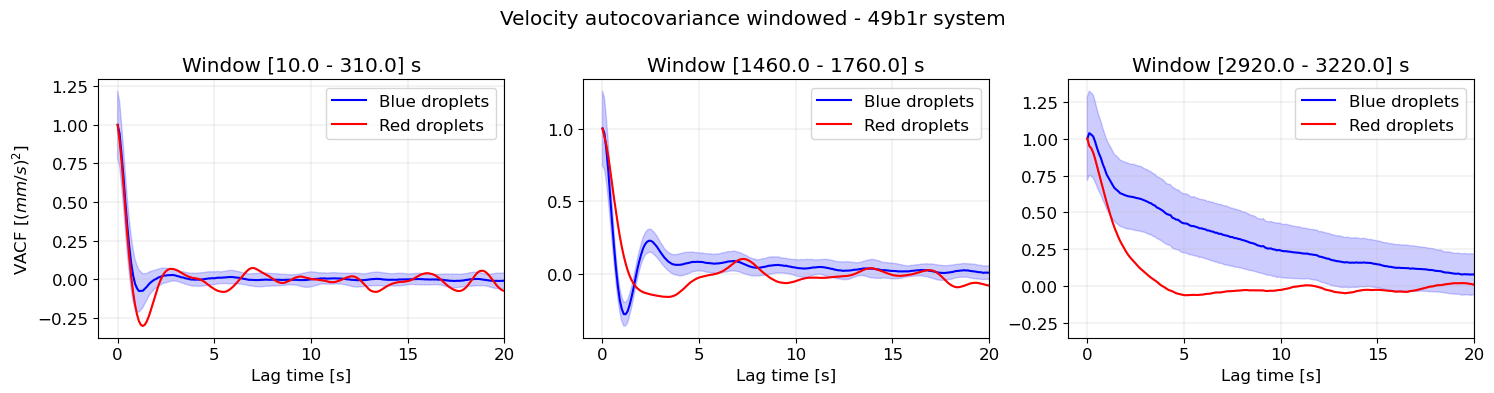 Velocity autocovariance windowed - 49b1r system
Window [10.0 - 310.0] s
Window [1460.0 - 1760.0] s
Window [2920.0 - 3220.0] s
VACF [(mm/s)²]
1.25
1.00
0.75
0.50
0.25
0.00
−0.25
Blue droplets
Red droplets
0 5 10 15 20
Lag time [s]
1.0
0.5
0.0
Blue droplets
Red droplets
0 5 10 15 20
Lag time [s]
1.25
1.00
0.75
0.50
0.25
0.00
−0.25
Blue droplets
Red droplets
0 5 10 15 20
Lag time [s]